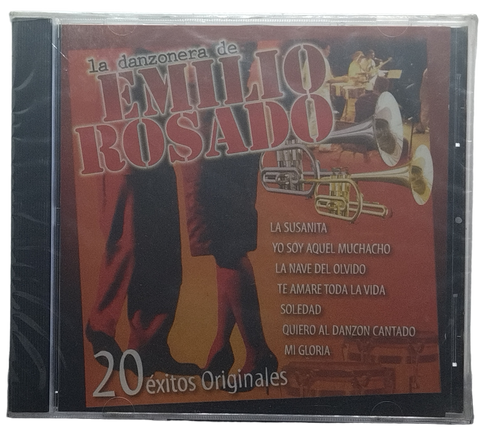 la danzonera de
EMILIO
ROSADO
LA SUSANITA
YO SOY AQUEL MUCHACHO
LA NAVE DEL OLVIDO
TE AMARE TODA LA VIDA
SOLEDAD
QUIERO AL DANZON CANTADO
MI GLORIA
20 éxitos Originales